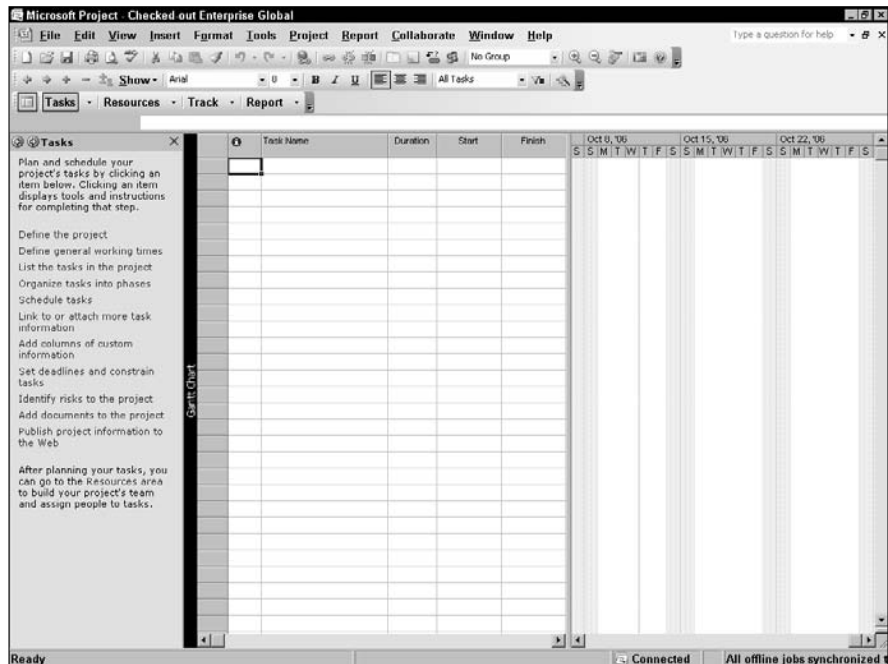 Microsoft Project - Checked-out Enterprise Global
File Edit View Insert Format Tools Project Report Collaborate Window Help
Type a question for help
No Group
Show Arial 8 B I U All Tasks
Tasks Resources Track Report
Tasks
Plan and schedule your
project's tasks by clicking an
item below. Clicking an item
displays tools and instructions
for completing that step.
Define the project
Define general working times
List the tasks in the project
Organize tasks into phases
Schedule tasks
Link to or attach more task
information
Add columns of custom
information
Set deadlines and constrain
tasks
Identify risks to the project
Add documents to the project
Publish project information to
the Web
After planning your tasks, you
can go to the Resources area
to build your project's team
and assign people to tasks.
Gantt Chart
Task Name Duration Start Finish
Oct 8, '06 Oct 15, '06 Oct 22, '06
S S M T W T F S S M T W T F S S M T W T F S
Ready
Connected
All offline jobs synchronized